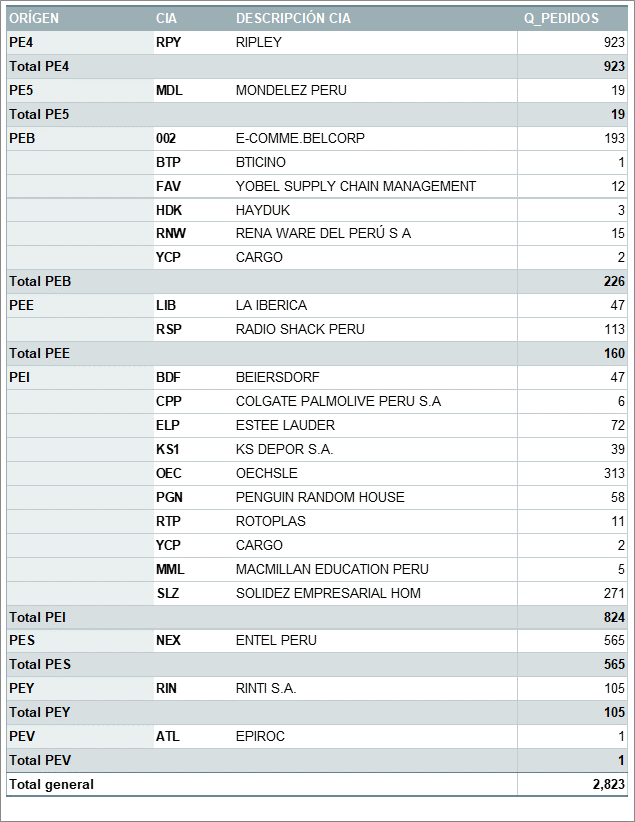 ORÍGEN CIA DESCRIPCIÓN CIA Q_PEDIDOS
PE4 RPY RIPLEY 923
Total PE4 923
PE5 MDL MONDELEZ PERU 19
Total PE5 19
PEB 002 E-COMME.BELCORP 193
BTP BTICINO 1
FAV YOBEL SUPPLY CHAIN MANAGEMENT 12
HDK HAYDUK 3
RNW RENA WARE DEL PERÚ S A 15
YCP CARGO 2
Total PEB 226
PEE LIB LA IBERICA 47
RSP RADIO SHACK PERU 113
Total PEE 160
PEI BDF BEIERSDORF 47
CPP COLGATE PALMOLIVE PERU S.A 6
ELP ESTEE LAUDER 72
KS1 KS DEPOR S.A. 39
OEC OECHSLE 313
PGN PENGUIN RANDOM HOUSE 58
RTP ROTOPLAS 11
YCP CARGO 2
MML MACMILLAN EDUCATION PERU 5
SLZ SOLIDEZ EMPRESARIAL HOM 271
Total PEI 824
PES NEX ENTEL PERU 565
Total PES 565
PEY RIN RINTI S.A. 105
Total PEY 105
PEV ATL EPIROC 1
Total PEV 1
Total general 2,823